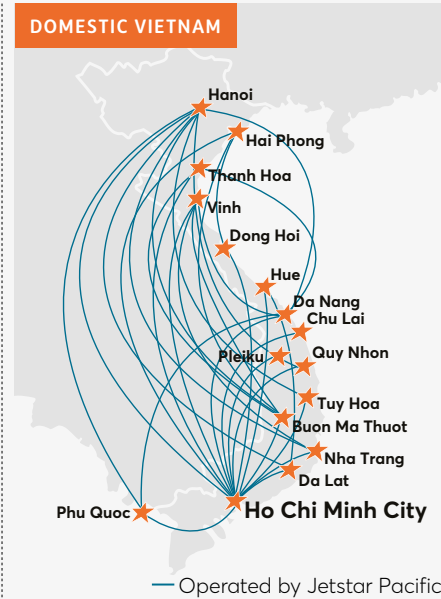 DOMESTIC VIETNAM
Hanoi
Hai Phong
Thanh Hoa
Vinh
Dong Hoi
Hue
Da Nang
Chu Lai
Pleiku
Quy Nhon
Tuy Hoa
Buon Ma Thuot
Nha Trang
Da Lat
Phu Quoc
Ho Chi Minh City
Operated by Jetstar Pacific